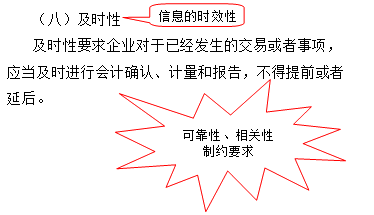 （八）及时性
信息的时效性
及时性要求企业对于已经发生的交易或者事项，
应当及时进行会计确认、计量和报告，不得提前或者
延后。
可靠性、相关性
制约要求